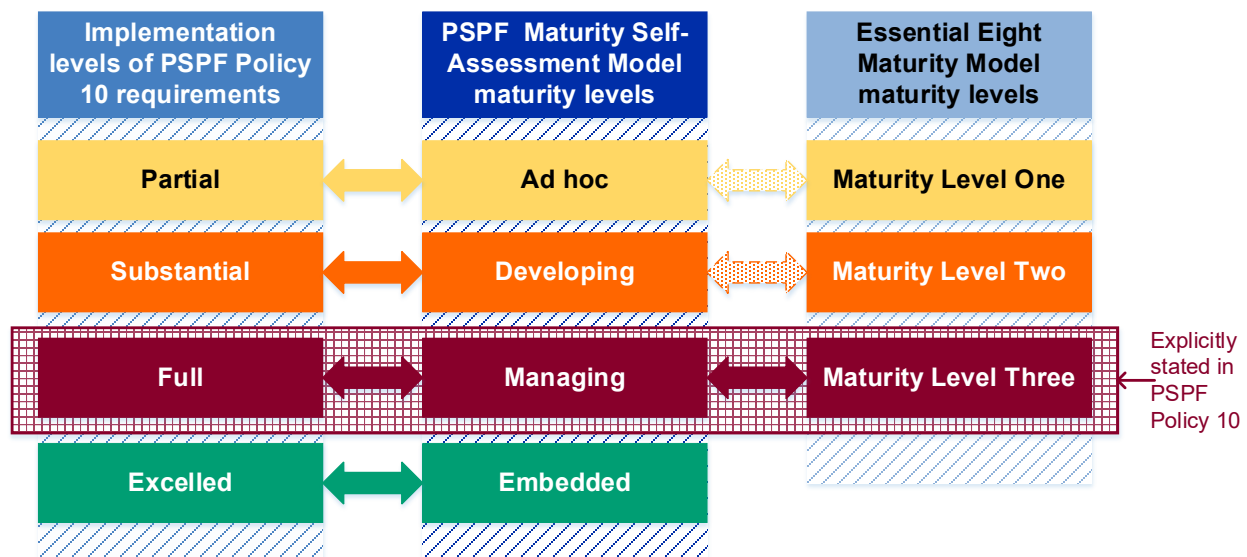 Implementation
levels of PSPF Policy
10 requirements
PSPF Maturity Self-
Assessment Model
maturity levels
Essential Eight
Maturity Model
maturity levels
Partial
Ad hoc
Maturity Level One
Substantial
Developing
Maturity Level Two
Full
Managing
Maturity Level Three
Explicitly
stated in
PSPF
Policy 10
Excelled
Embedded